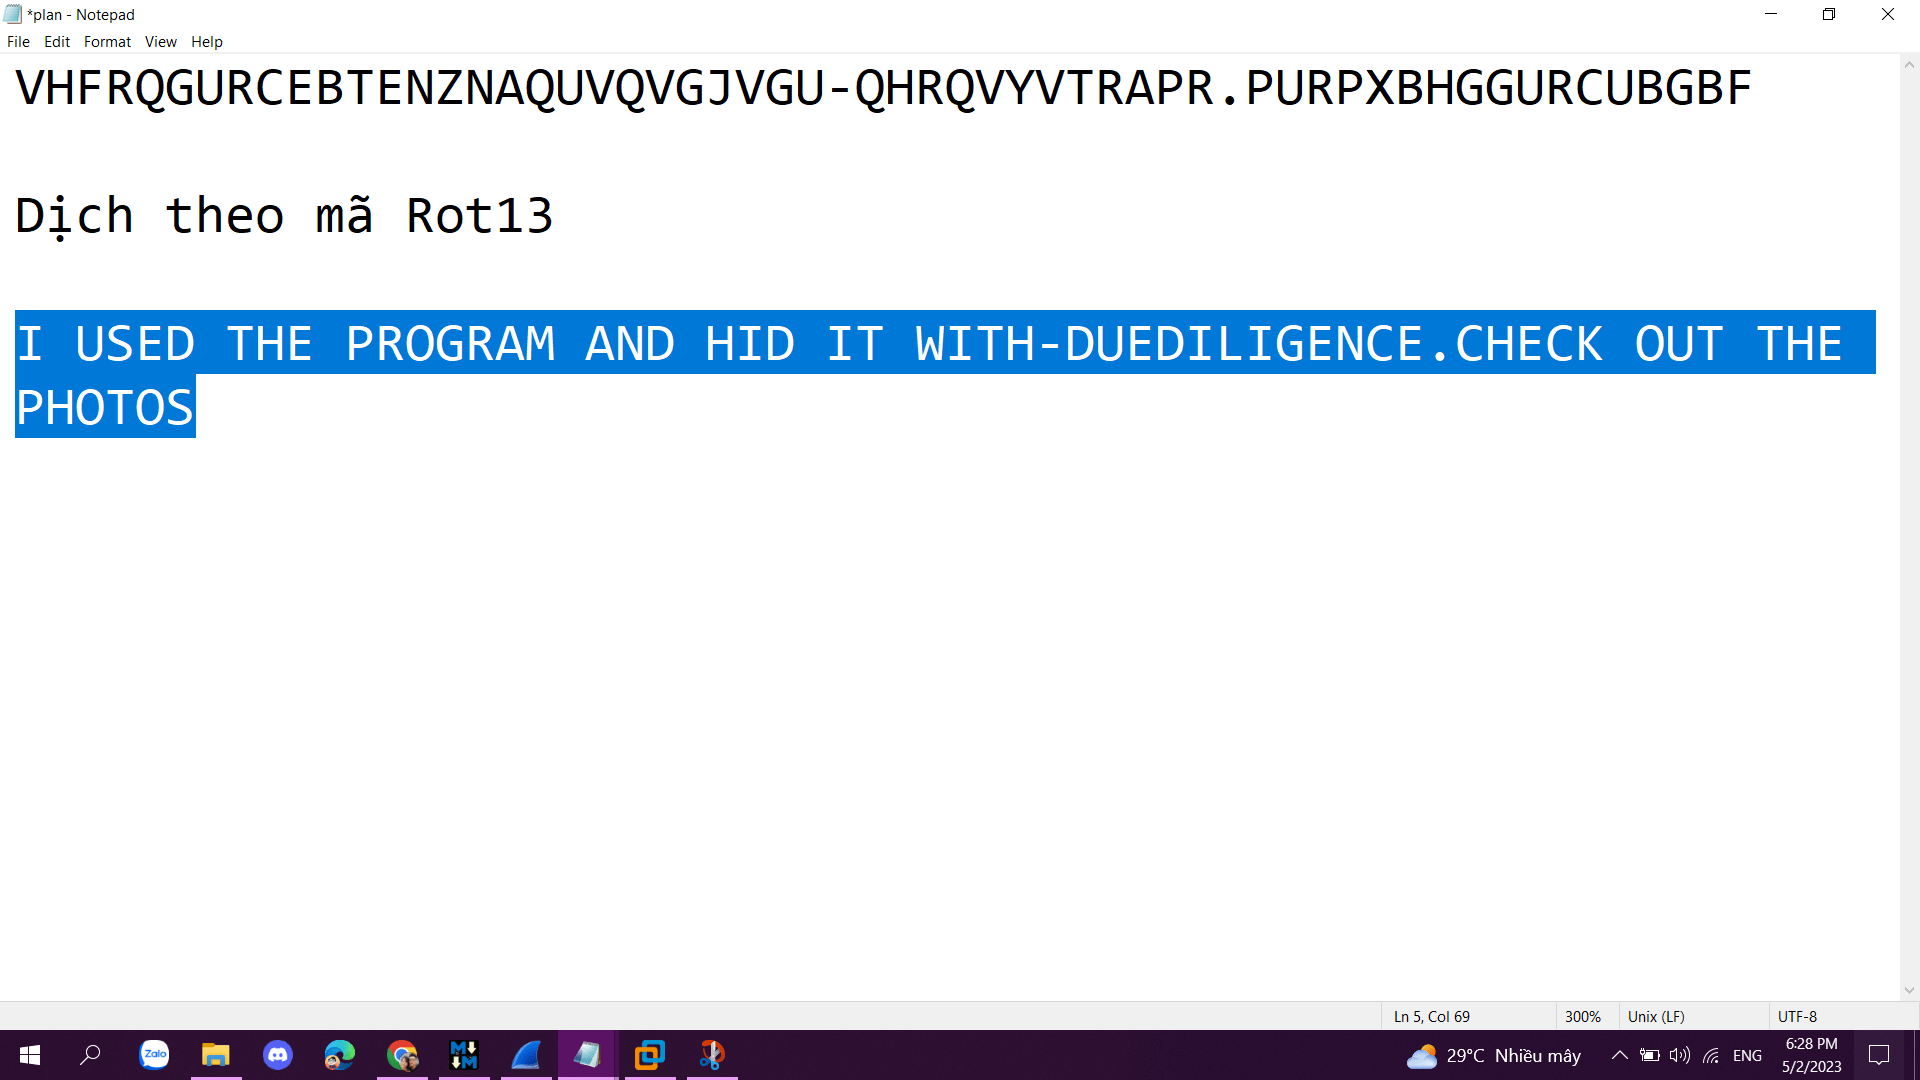 *plan - Notepad
File Edit Format View Help
VHFRQGURCEBTENZNAQUVQVGJVGU-QHRQVYVTRAPR.PURPXBHGGURCUBGBF
Dịch theo mã Rot13
I USED THE PROGRAM AND HID IT WITH-DUEDILIGENCE.CHECK OUT THE
PHOTOS
Ln 5, Col 69 300% Unix (LF) UTF-8
Zalo
M M
29°C Nhiều mây
ENG
6:28 PM
5/2/2023